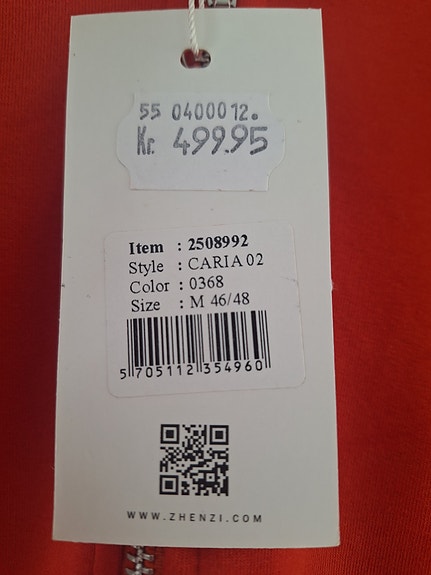 55 0400012.
Kr. 499.95
Item : 2508992
Style : CARIA 02
Color : 0368
Size : M 46/48
5 705112 354960
WWW.ZHENZI.COM